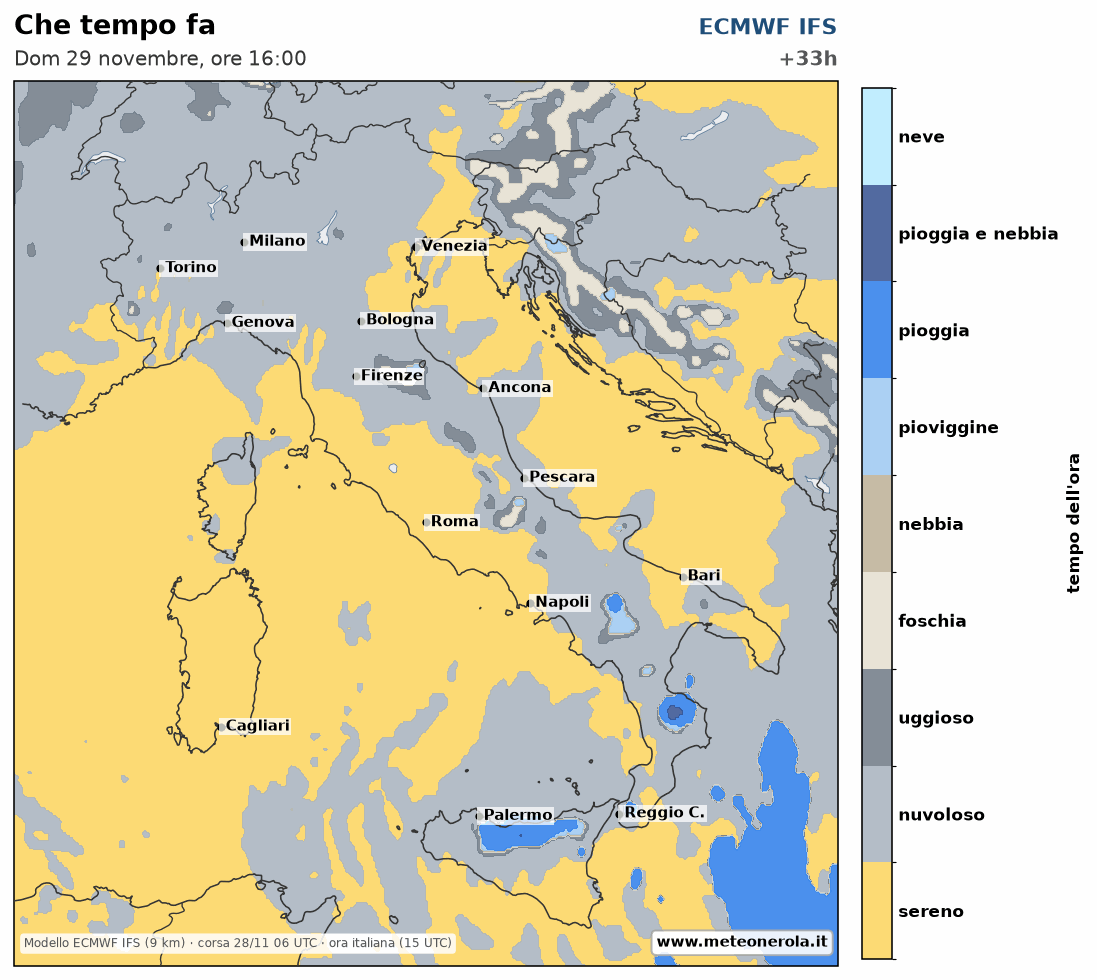 Che tempo fa
ECMWF IFS
Dom 29 novembre, ore 16:00
+33h
neve
pioggia e nebbia
pioggia
pioviggine
nebbia
foschia
uggioso
nuvoloso
sereno
tempo dell'ora
Milano
Venezia
Torino
Genova
Bologna
Firenze
Ancona
Pescara
Roma
Bari
Napoli
Cagliari
Palermo
Reggio C.
Modello ECMWF IFS (9 km) · corsa 28/11 06 UTC · ora italiana (15 UTC)
www.meteonerola.it